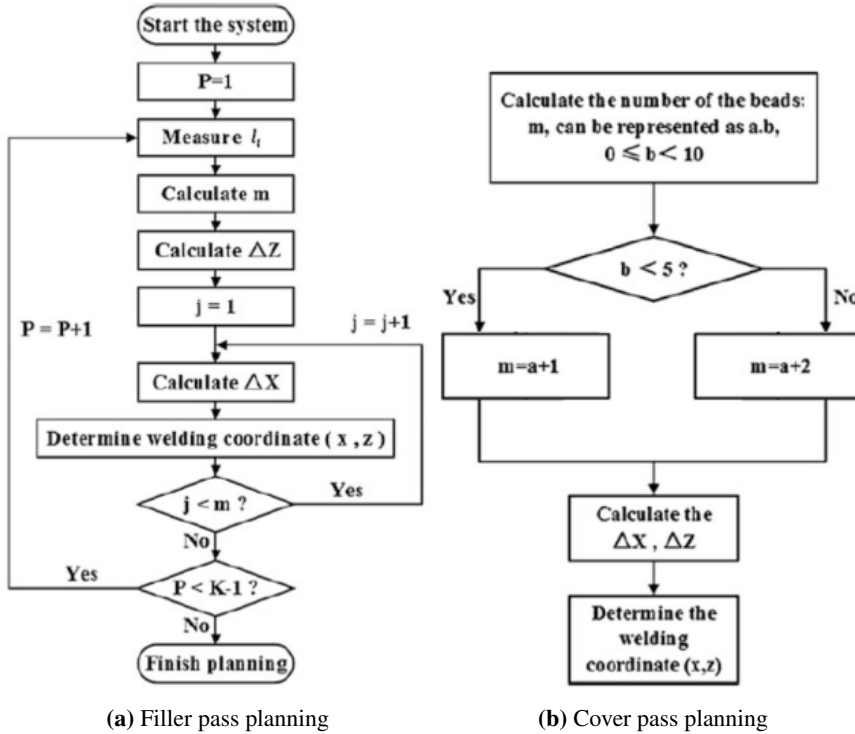 Start the system
P=1
Measure lₜ
Calculate m
Calculate △Z
j = 1
P = P+1
j = j+1
Calculate △X
Determine welding coordinate ( x , z )
j < m ?
Yes
No
P < K-1 ?
Yes
No
Finish planning
(a) Filler pass planning
Calculate the number of the beads:
m, can be represented as a.b,
0 ⩽ b < 10
b < 5 ?
Yes
No
m=a+1
m=a+2
Calculate the
△X , △Z
Determine the
welding
coordinate (x,z)
(b) Cover pass planning